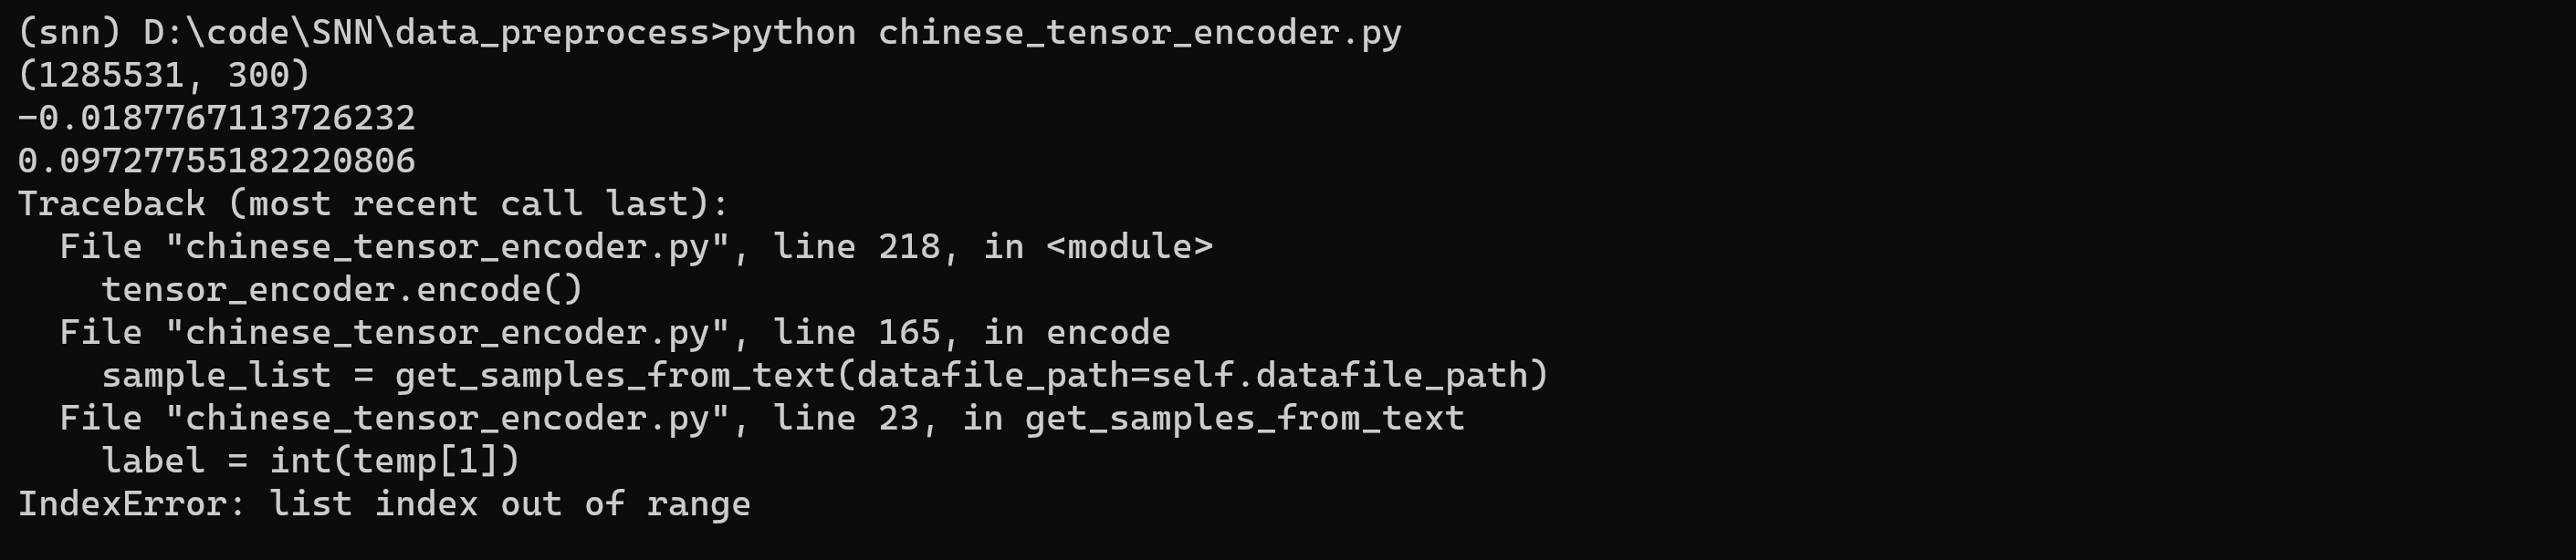 (snn) D:\code\SNN\data_preprocess>python chinese_tensor_encoder.py
(1285531, 300)
-0.0187767113726232
0.09727755182220806
Traceback (most recent call last):
  File "chinese_tensor_encoder.py", line 218, in <module>
    tensor_encoder.encode()
  File "chinese_tensor_encoder.py", line 165, in encode
    sample_list = get_samples_from_text(datafile_path=self.datafile_path)
  File "chinese_tensor_encoder.py", line 23, in get_samples_from_text
    label = int(temp[1])
IndexError: list index out of range